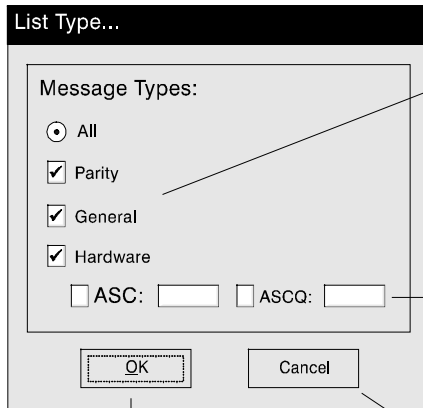 List Type...
Message Types:
All
Parity
General
Hardware
ASC: ASCQ:
OK Cancel